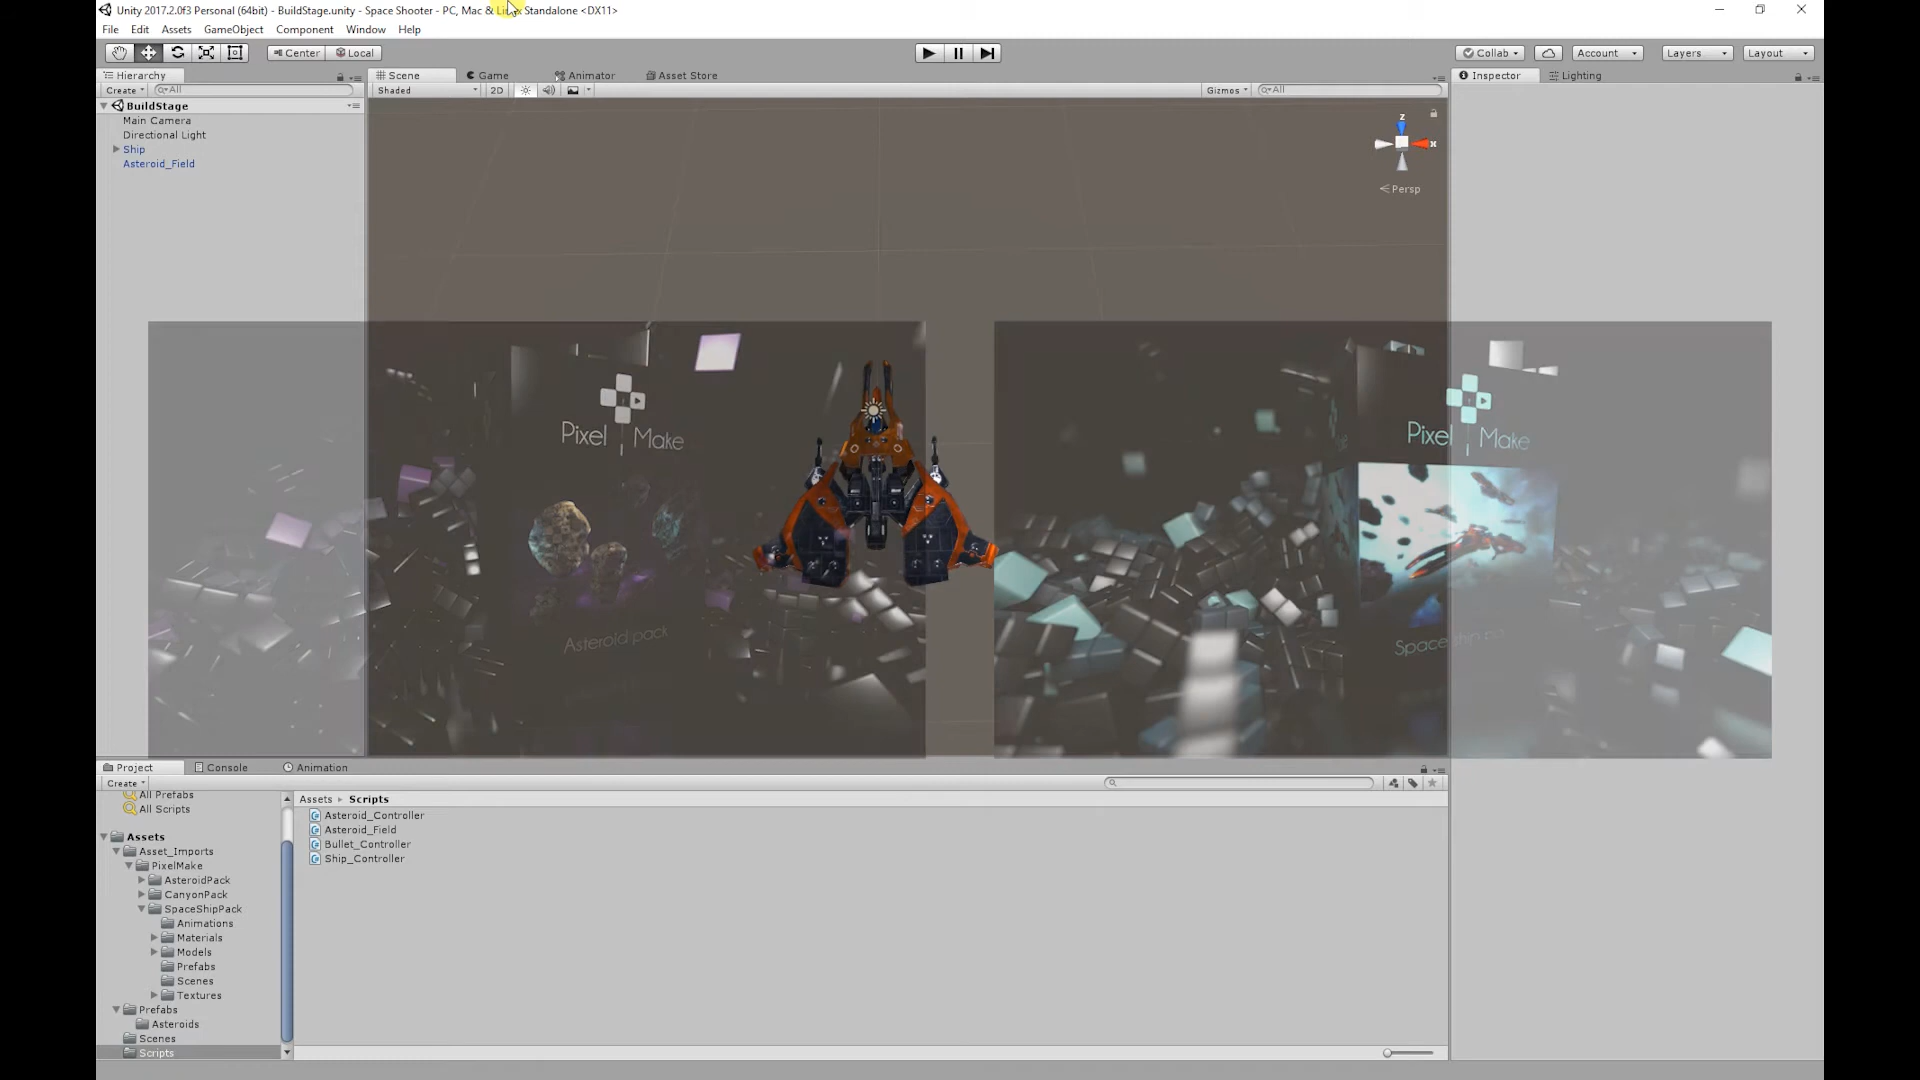 Unity 2017.2.0f3 Personal (64bit) - BuildStage.unity - Space Shooter - PC, Mac & Linux Standalone <DX11>
File Edit Assets GameObject Component Window Help
Center Local Collab Account Layers Layout
Hierarchy Scene Game Animator Asset Store Inspector Lighting
Create All Shaded 2D Gizmos All
BuildStage
Main Camera
Directional Light
Ship
Asteroid_Field
z
x
Persp
Pixel Make
Asteroid pack
Pixel Make
Space ship
Project Console Animation
Create
All Prefabs
All Scripts
Assets
Asset_Imports
PixelMake
AsteroidPack
CanyonPack
SpaceShipPack
Animations
Materials
Models
Prefabs
Scenes
Textures
Prefabs
Asteroids
Scenes
Scripts
Assets Scripts
Asteroid_Controller
Asteroid_Field
Bullet_Controller
Ship_Controller